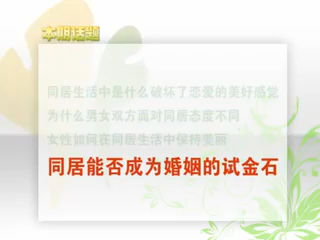 本期话题
同居生活中是什么破坏了恋爱的美好感觉
为什么男女双方面对同居态度不同
女性如何在同居生活中保持美丽
同居能否成为婚姻的试金石